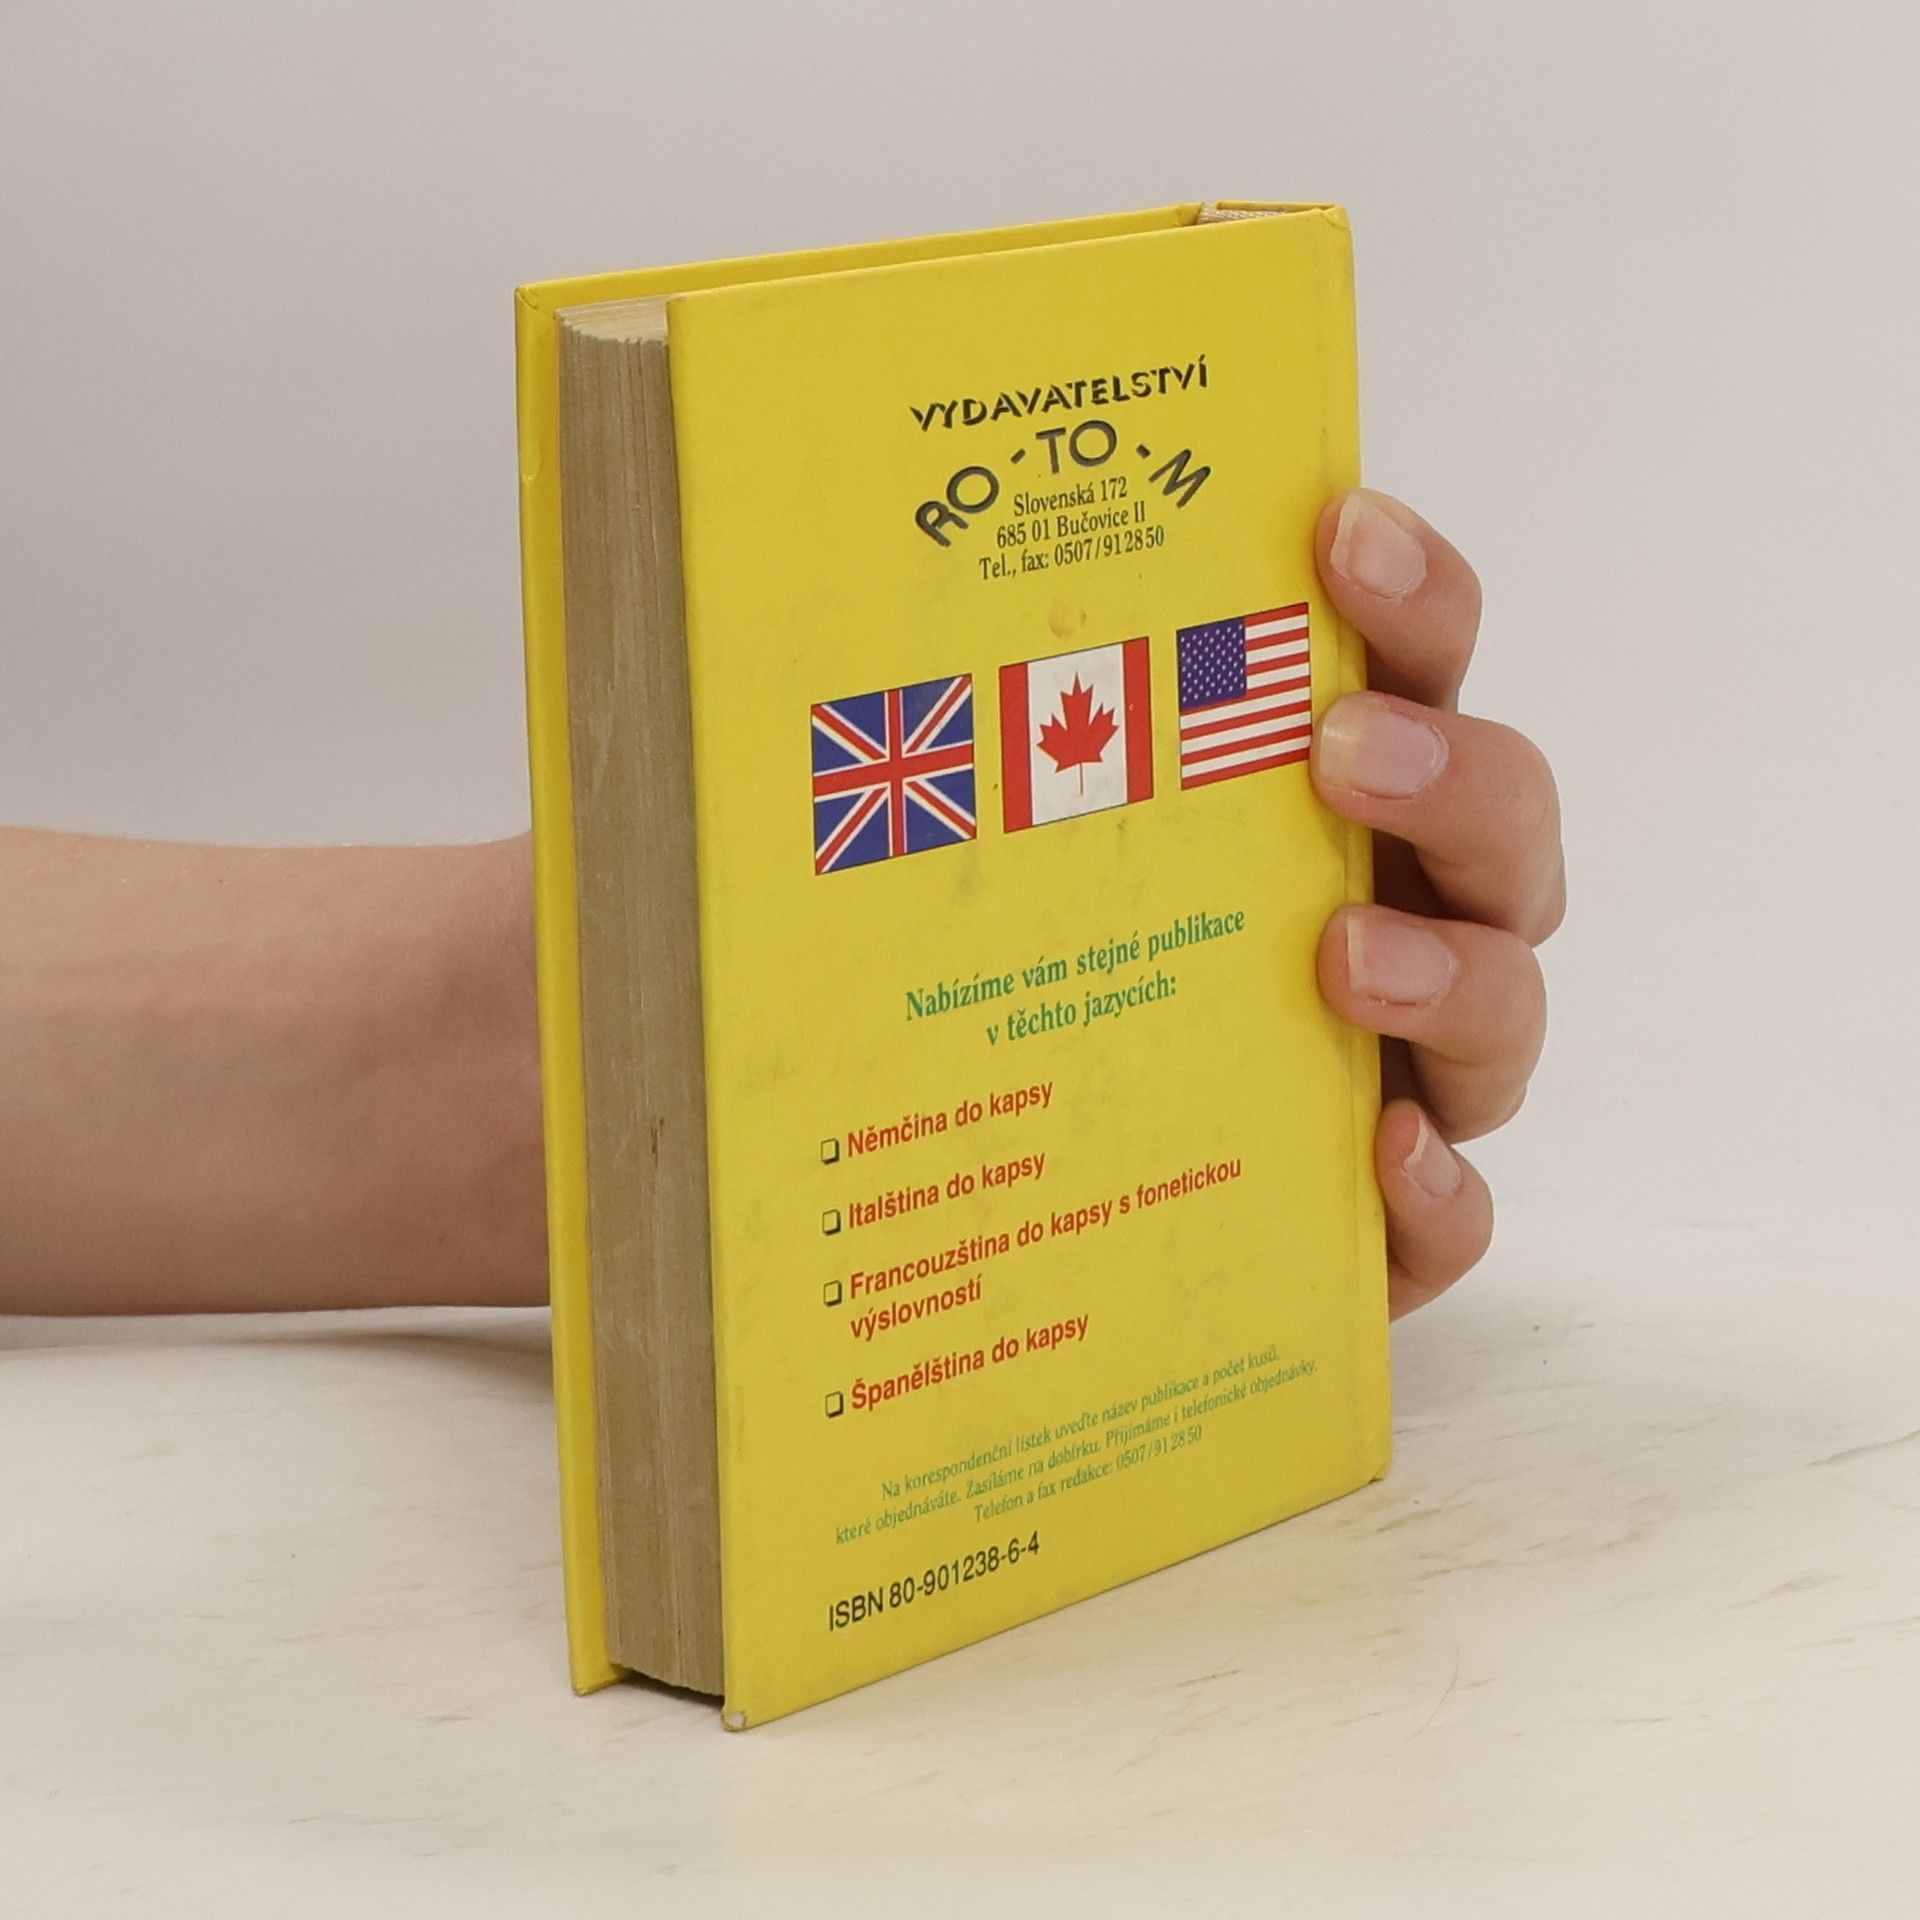 VYDAVATELSTVÍ
RO-TO-M
Slovenská 172
685 01 Bučovice II
Tel., fax: 0507/912850
Nabízíme vám stejné publikace
v těchto jazycích:
❏ Němčina do kapsy
❏ Italština do kapsy
❏ Francouzština do kapsy s fonetickou
výslovností
❏ Španělština do kapsy
Na korespondenční lístek uveďte název publikace a počet kusů,
které objednáváte. Zasíláme na dobírku. Přijímáme i telefonické objednávky.
Telefon a fax redakce: 0507/912850
ISBN 80-901238-6-4